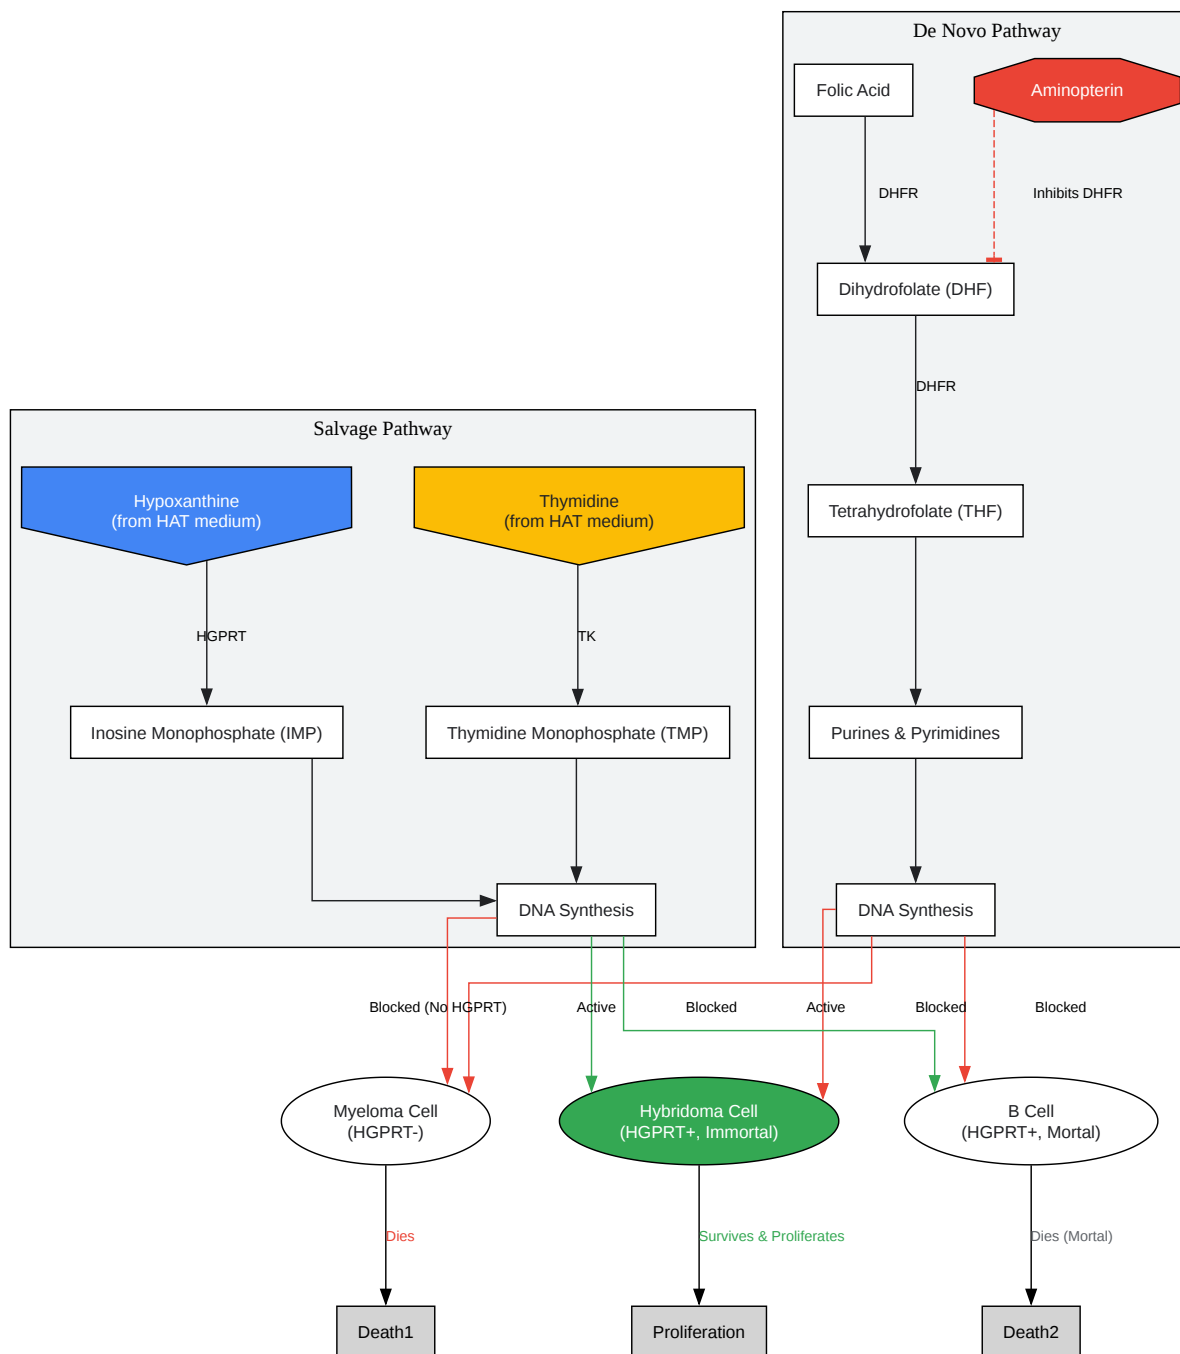 De Novo Pathway
Folic Acid
Aminopterin
DHFR
Inhibits DHFR
Dihydrofolate (DHF)
DHFR
Salvage Pathway
Hypoxanthine
(from HAT medium)
Thymidine
(from HAT medium)
Tetrahydrofolate (THF)
HGPRT
TK
Inosine Monophosphate (IMP)
Thymidine Monophosphate (TMP)
Purines & Pyrimidines
DNA Synthesis
DNA Synthesis
Blocked (No HGPRT)
Active
Blocked
Active
Blocked
Blocked
Myeloma Cell
(HGPRT-)
Hybridoma Cell
(HGPRT+, Immortal)
B Cell
(HGPRT+, Mortal)
Dies
Survives & Proliferates
Dies (Mortal)
Death1
Proliferation
Death2